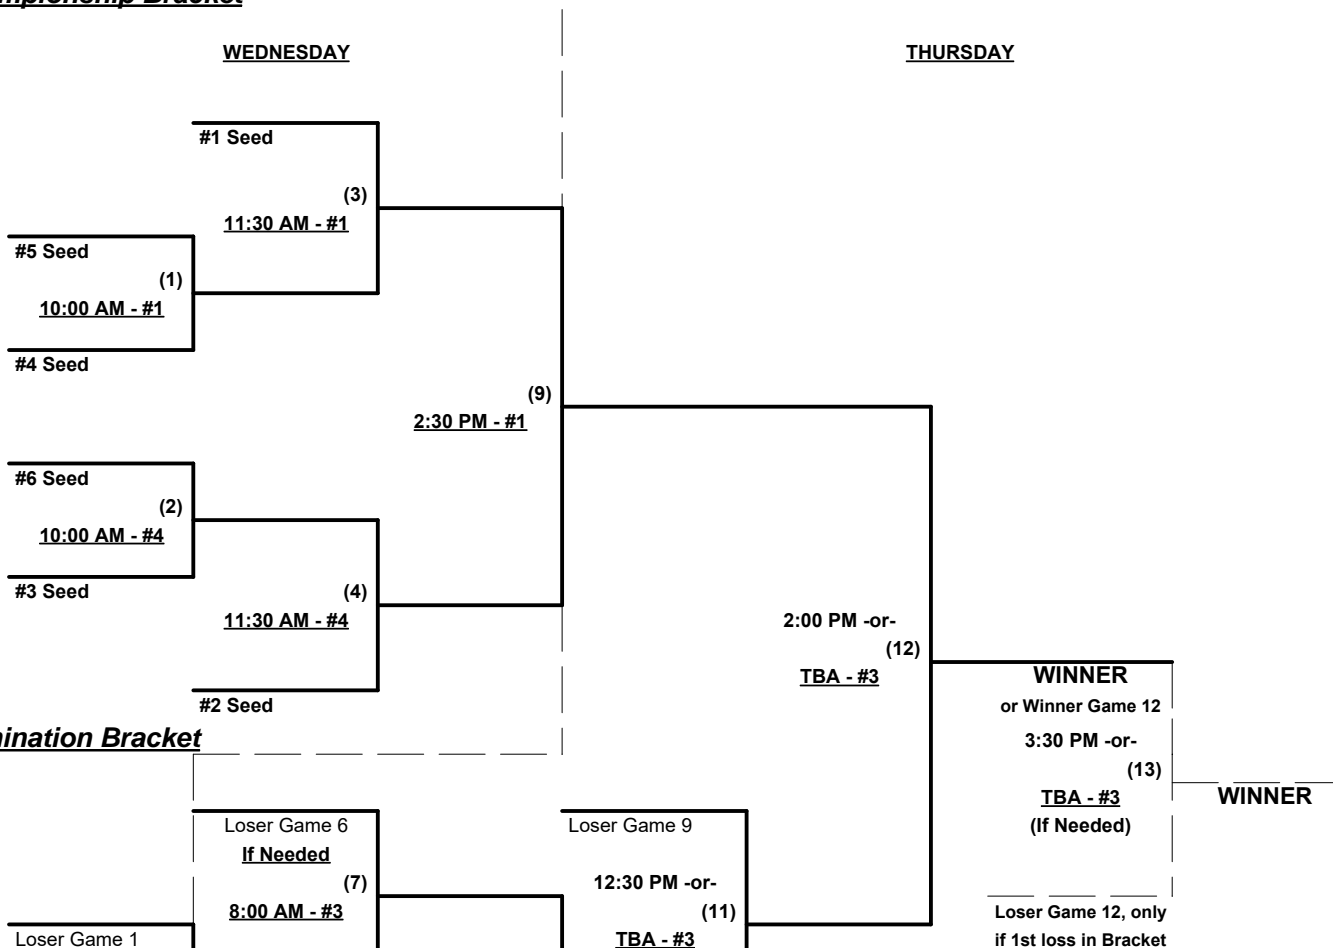 WEDNESDAY
THURSDAY
#1 Seed
(3)
11:30 AM - #1
#5 Seed
(1)
10:00 AM - #1
#4 Seed
(9)
2:30 PM - #1
#6 Seed
(2)
10:00 AM - #4
#3 Seed
(4)
11:30 AM - #4
#2 Seed
2:00 PM -or-
(12)
TBA - #3
WINNER
or Winner Game 12
3:30 PM -or-
(13)
TBA - #3
(If Needed)
WINNER
Bracket
Loser Game 6
If Needed
(7)
8:00 AM - #3
Loser Game 9
12:30 PM -or-
(11)
TBA - #3
Loser Game 12, only
if 1st loss in Bracket
Loser Game 1